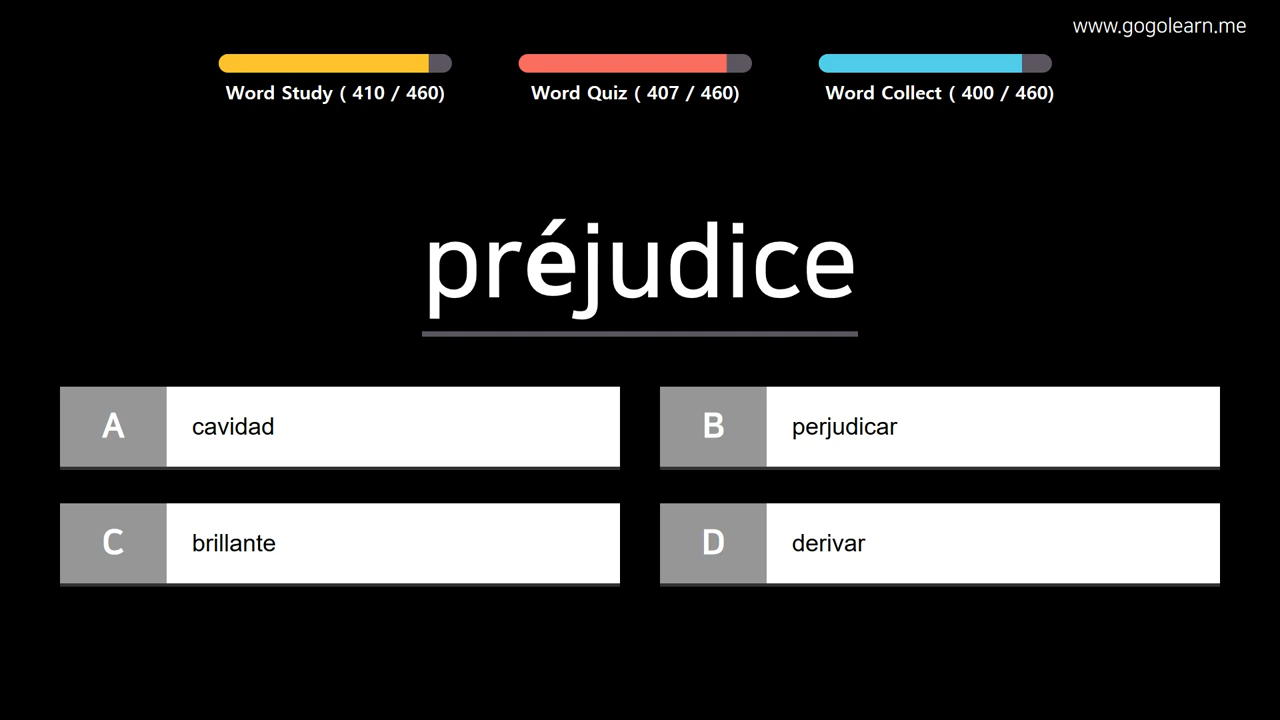 www.gogolearn.me
Word Study ( 410 / 460)
Word Quiz ( 407 / 460)
Word Collect ( 400 / 460)
préjudice
A cavidad
B perjudicar
C brillante
D derivar